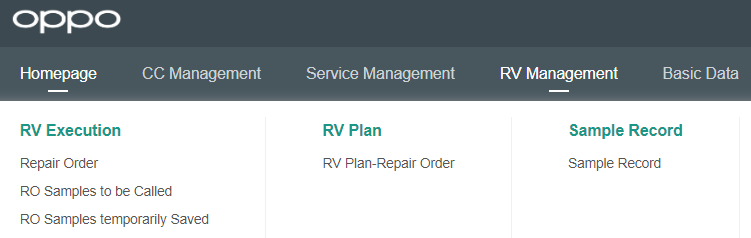 oppo
Homepage CC Management Service Management RV Management Basic Data
RV Execution RV Plan Sample Record
Repair Order RV Plan-Repair Order Sample Record
RO Samples to be Called
RO Samples temporarily Saved